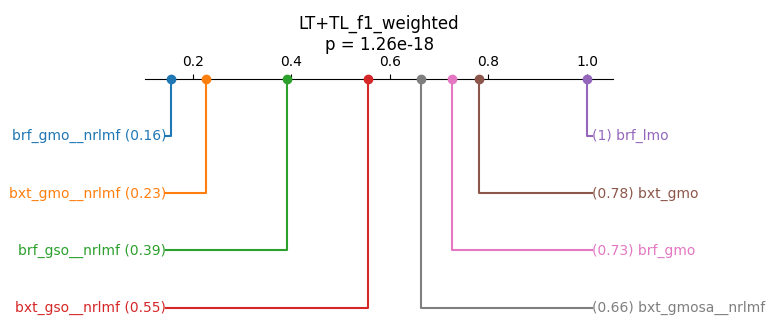 LT+TL_f1_weighted
p = 1.26e-18
0.2 0.4 0.6 0.8 1.0
brf_gmo__nrlmf (0.16) (1) brf_lmo
bxt_gmo__nrlmf (0.23) (0.78) bxt_gmo
brf_gso__nrlmf (0.39) (0.73) brf_gmo
bxt_gso__nrlmf (0.55) (0.66) bxt_gmosa__nrlmf